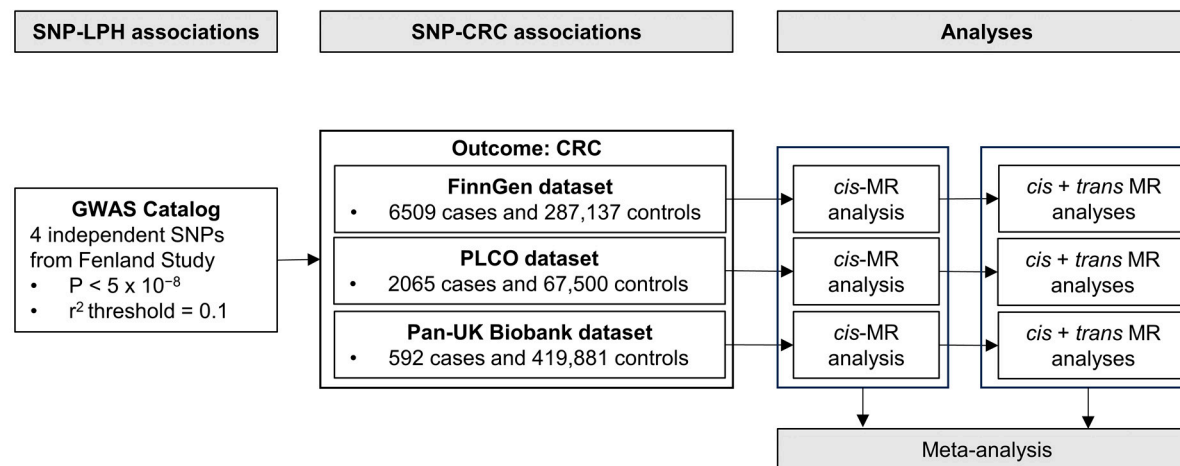 SNP-LPH associations
SNP-CRC associations
Analyses
GWAS Catalog
4 independent SNPs
from Fenland Study
• P < 5 x 10⁻⁸
• r² threshold = 0.1
Outcome: CRC
FinnGen dataset
• 6509 cases and 287,137 controls
PLCO dataset
• 2065 cases and 67,500 controls
Pan-UK Biobank dataset
• 592 cases and 419,881 controls
cis-MR
analysis
cis-MR
analysis
cis-MR
analysis
cis + trans MR
analyses
cis + trans MR
analyses
cis + trans MR
analyses
Meta-analysis